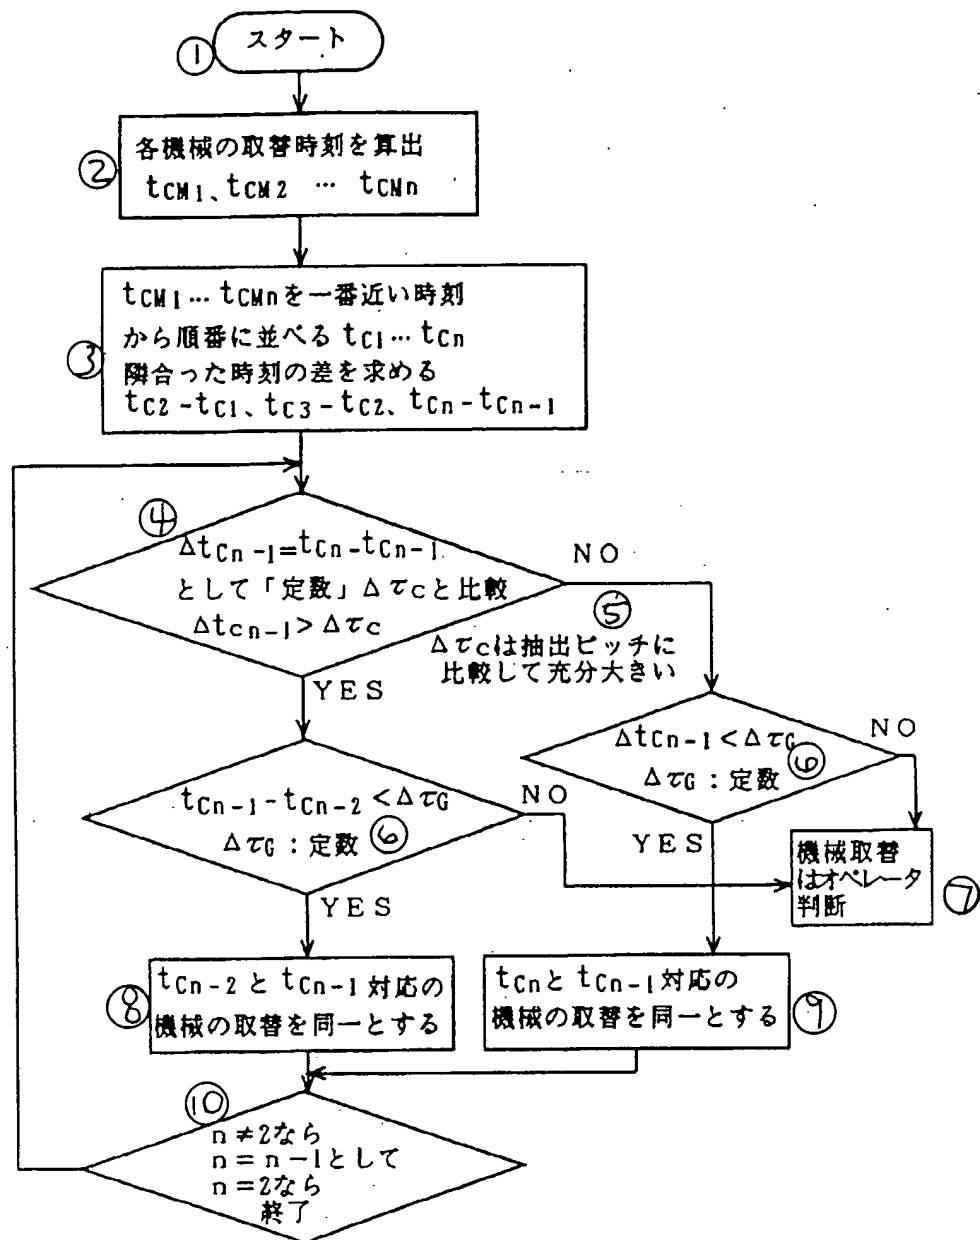 ①
スタート
②
各機械の取替時刻を算出
tCM1、tCM2 … tCMn
③
tCM1…tCMnを一番近い時刻
から順番に並べる tC1…tCn
隣合った時刻の差を求める
tC2-tC1、tC3-tC2、tCn-tCn-1
④
ΔtCn-1=tCn-tCn-1
として「定数」Δτcと比較
Δtcn-1>Δτc
NO
YES
⑤
Δτcは抽出ピッチに
比較して充分大きい
ΔtCn-1<ΔτG
ΔτG:定数 ⑥
NO
YES
tCn-1-tCn-2<ΔτG
ΔτG:定数 ⑥
NO
YES
機械取替
はオペレータ
判断
⑦
⑧
tCn-2とtCn-1対応の
機械の取替を同一とする
tCnとtCn-1対応の
機械の取替を同一とする
⑨
⑩
n≠2なら
n=n-1として
n=2なら
終了